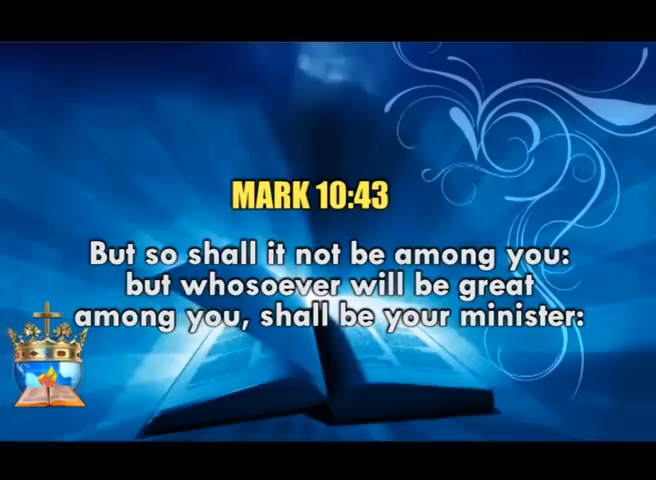 MARK 10:43
But so shall it not be among you:
but whosoever will be great
among you, shall be your minister: